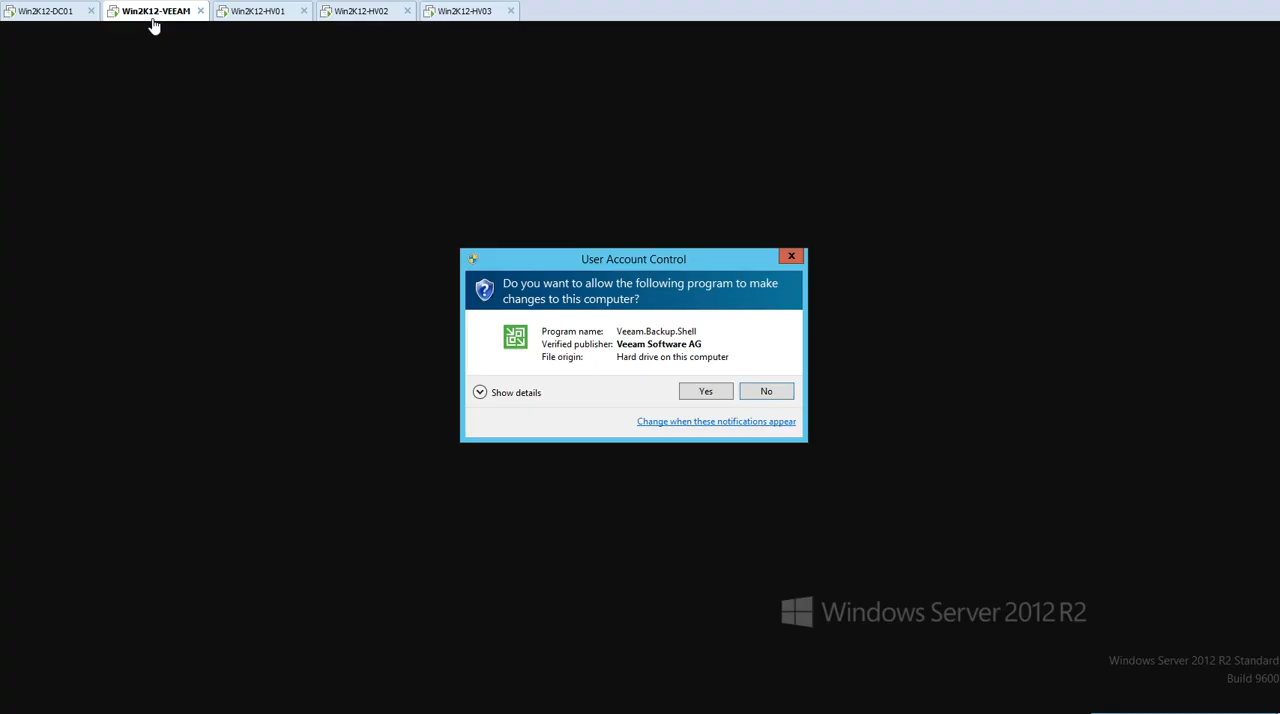 Win2K12-DC01
Win2K12-VEEAM
Win2K12-HV01
Win2K12-HV02
Win2K12-HV03
User Account Control
x
Do you want to allow the following program to make
changes to this computer?
Program name: Veeam.Backup.Shell
Verified publisher: Veeam Software AG
File origin: Hard drive on this computer
Show details
Yes
No
Change when these notifications appear
Windows Server 2012 R2
Windows Server 2012 R2 Standard
Build 9600